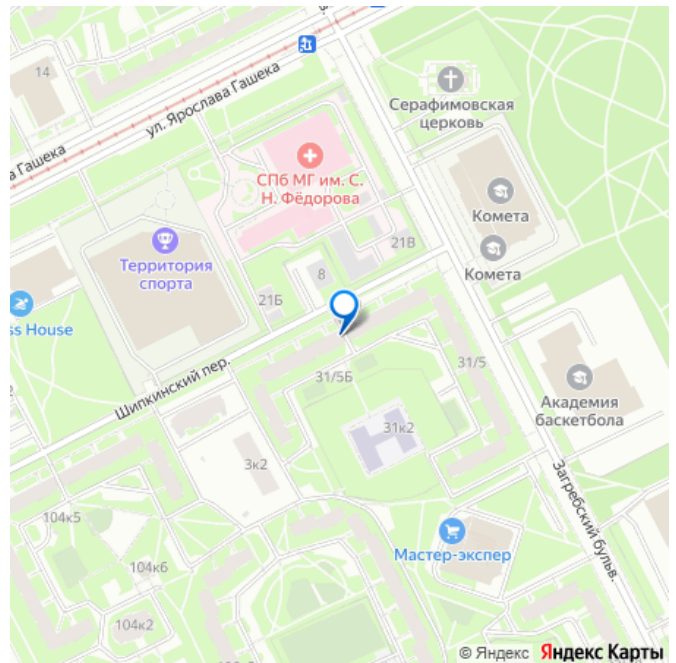 14
ул. Ярослава Гашека
а Гашека
Серафимовская
церковь
СПб МГ им. С.
Н. Фёдорова
Комета
21В
Территория
спорта
8
Комета
21Б
ss House
Шипкинский пер.
31/5Б
31/5
Академия
баскетбола
31к2
3к2
Загребский бульв.
104к5
Мастер-экспер
104к6
104к2
© Яндекс Яндекс Карты